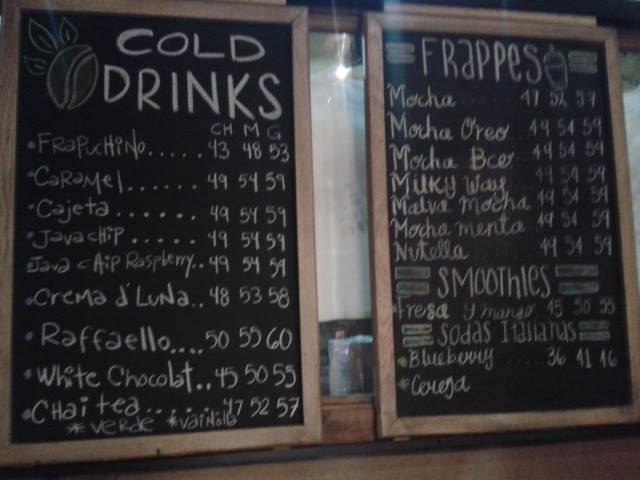 COLD
DRINKS
CH M G
•FrapuchiNo...... 43 48 53
•Caramel....... 49 54 59
•Cajeta....... 49 54 59
•Javachip...... 49 54 59
•Java chip Raspberry.. 49 54 59
•Crema d'Luna.. 48 53 58
•Raffaello.... 50 55 60
•White Chocolat.. 45 50 55
•Chai tea....... 47 52 57
*verde *vainilla
FRAPPES
Mocha ..... 47 52 57
Mocha Oreo.. 49 54 59
Mocha 49 54 59
Milky Way 49 54 59
Malva Mocha 49 54 59
Mocha menta.. 49 54 59
Nutella 49 54 59
SMOOTHIES
Fresa y mango. 45 50 55
Sodas Italianas
•Blueberry ..... 36 41 46
•Cereza